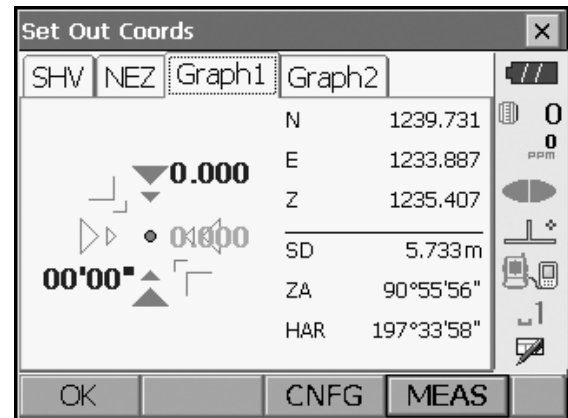 Set Out Coords
SHV NEZ Graph1 Graph2
N 1239.731
E 1233.887
Z 1235.407
SD 5.733m
ZA 90°55'56"
HAR 197°33'58"
0.000
00'00"
0
0
PPM
1
OK CNFG MEAS